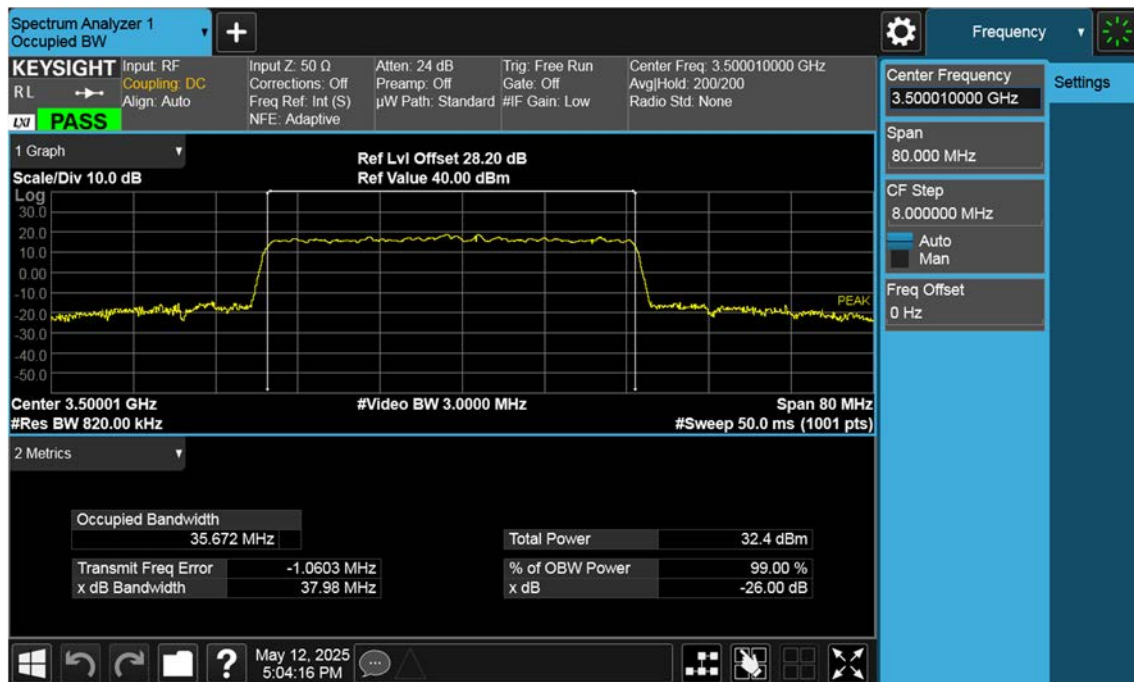 Spectrum Analyzer 1
Occupied BW
+
Frequency
KEYSIGHT
RL
LXI
PASS
Input: RF
Coupling: DC
Align: Auto
Input Z: 50 Ω
Corrections: Off
Freq Ref: Int (S)
NFE: Adaptive
Atten: 24 dB
Preamp: Off
µW Path: Standard
Trig: Free Run
Gate: Off
#IF Gain: Low
Center Freq: 3.500010000 GHz
Avg|Hold: 200/200
Radio Std: None
Center Frequency
3.500010000 GHz
Settings
Span
80.000 MHz
CF Step
8.000000 MHz
Auto
Man
Freq Offset
0 Hz
1 Graph
Scale/Div 10.0 dB
Ref Lvl Offset 28.20 dB
Ref Value 40.00 dBm
Log
30.0
20.0
10.0
0.00
-10.0
-20.0
-30.0
-40.0
-50.0
PEAK
Center 3.50001 GHz
#Video BW 3.0000 MHz
Span 80 MHz
#Res BW 820.00 kHz
#Sweep 50.0 ms (1001 pts)
2 Metrics
Occupied Bandwidth
35.672 MHz
Total Power 32.4 dBm
Transmit Freq Error -1.0603 MHz
% of OBW Power 99.00 %
x dB Bandwidth 37.98 MHz
x dB -26.00 dB
?
May 12, 2025
5:04:16 PM